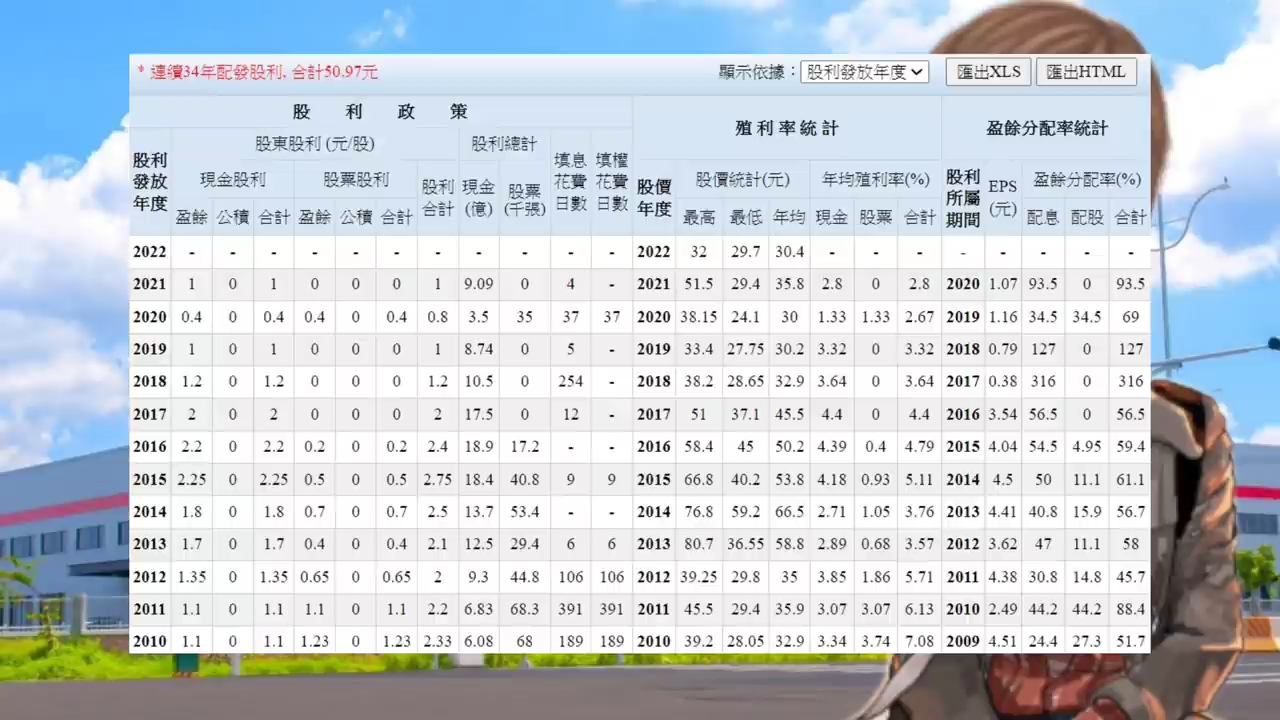 * 連續34年配發股利, 合計50.97元 顯示依據： 股利發放年度 匯出XLS 匯出HTML
股 利 政 策 殖利率統計 盈餘分配率統計
股利發放年度 股東股利 (元/股) 股利總計 填息花費日數 填權花費日數 股價年度 股價統計(元) 年均殖利率(%) 股利所屬期間 EPS(元) 盈餘分配率(%)
現金股利 股票股利 股利合計 現金(億) 股票(千張)
盈餘 公積 合計 盈餘 公積 合計 最高 最低 年均 現金 股票 合計 配息 配股 合計
2022 - - - - - - - - - - - 2022 32 29.7 30.4 - - - - - - - -
2021 1 0 1 0 0 0 1 9.09 0 4 - 2021 51.5 29.4 35.8 2.8 0 2.8 2020 1.07 93.5 0 93.5
2020 0.4 0 0.4 0.4 0 0.4 0.8 3.5 35 37 37 2020 38.15 24.1 30 1.33 1.33 2.67 2019 1.16 34.5 34.5 69
2019 1 0 1 0 0 0 1 8.74 0 5 - 2019 33.4 27.75 30.2 3.32 0 3.32 2018 0.79 127 0 127
2018 1.2 0 1.2 0 0 0 1.2 10.5 0 254 - 2018 38.2 28.65 32.9 3.64 0 3.64 2017 0.38 316 0 316
2017 2 0 2 0 0 0 2 17.5 0 12 - 2017 51 37.1 45.5 4.4 0 4.4 2016 3.54 56.5 0 56.5
2016 2.2 0 2.2 0.2 0 0.2 2.4 18.9 17.2 - - 2016 58.4 45 50.2 4.39 0.4 4.79 2015 4.04 54.5 4.95 59.4
2015 2.25 0 2.25 0.5 0 0.5 2.75 18.4 40.8 9 9 2015 66.8 40.2 53.8 4.18 0.93 5.11 2014 4.5 50 11.1 61.1
2014 1.8 0 1.8 0.7 0 0.7 2.5 13.7 53.4 - - 2014 76.8 59.2 66.5 2.71 1.05 3.76 2013 4.41 40.8 15.9 56.7
2013 1.7 0 1.7 0.4 0 0.4 2.1 12.5 29.4 6 6 2013 80.7 36.55 58.8 2.89 0.68 3.57 2012 3.62 47 11.1 58
2012 1.35 0 1.35 0.65 0 0.65 2 9.3 44.8 106 106 2012 39.25 29.8 35 3.85 1.86 5.71 2011 4.38 30.8 14.8 45.7
2011 1.1 0 1.1 1.1 0 1.1 2.2 6.83 68.3 391 391 2011 45.5 29.4 35.9 3.07 3.07 6.13 2010 2.49 44.2 44.2 88.4
2010 1.1 0 1.1 1.23 0 1.23 2.33 6.08 68 189 189 2010 39.2 28.05 32.9 3.34 3.74 7.08 2009 4.51 24.4 27.3 51.7